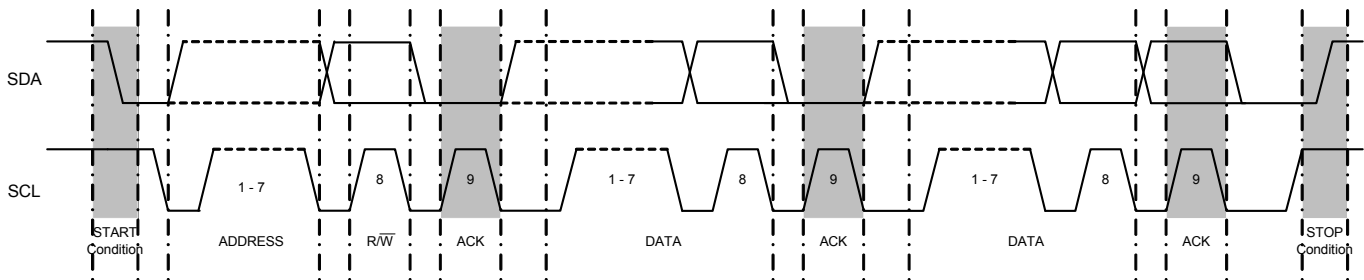 SDA
SCL
1 - 7
8
9
1 - 7
8
9
1 - 7
8
9
START
Condition
ADDRESS
R/W̅
ACK
DATA
ACK
DATA
ACK
STOP
Condition